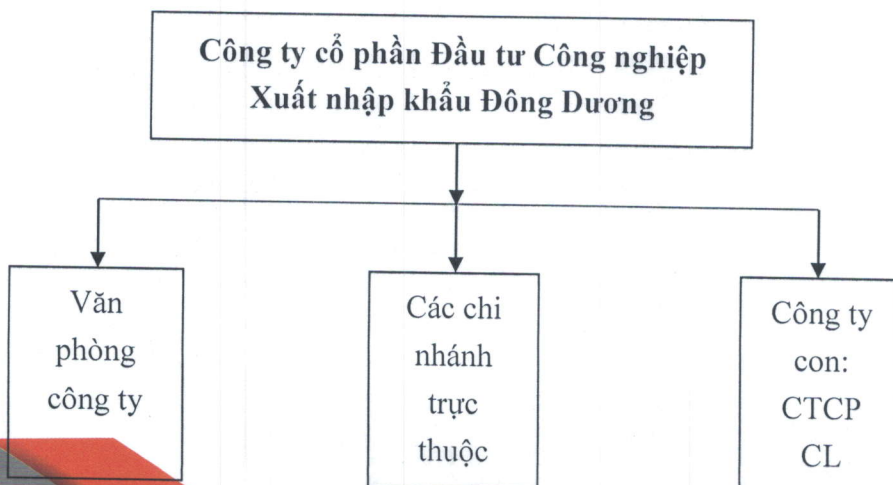 Công ty cổ phần Đầu tư Công nghiệp
Xuất nhập khẩu Đông Dương
Văn
phòng
công ty
Các chi
nhánh
trực
thuộc
Công ty
con:
CTCP
CL